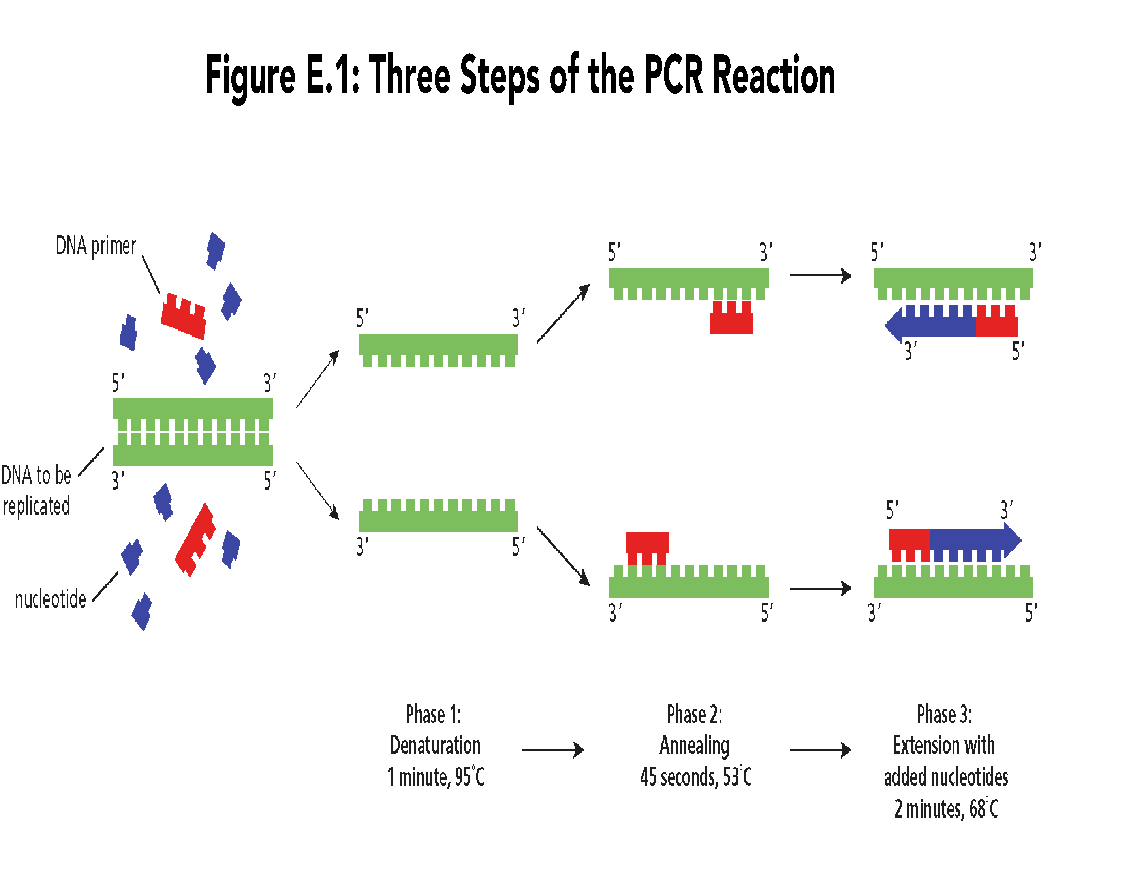 Figure E.1: Three Steps of the PCR Reaction
DNA primer
5′ 3′
5′ 3′
3′ 5′
5′ 3′
5′ 3′
DNA to be
replicated
3′ 5′
nucleotide
3′ 5′
5′ 3′
3′ 5′
3′ 5′
Phase 1:
Denaturation
1 minute, 95°C
Phase 2:
Annealing
45 seconds, 53°C
Phase 3:
Extension with
added nucleotides
2 minutes, 68°C